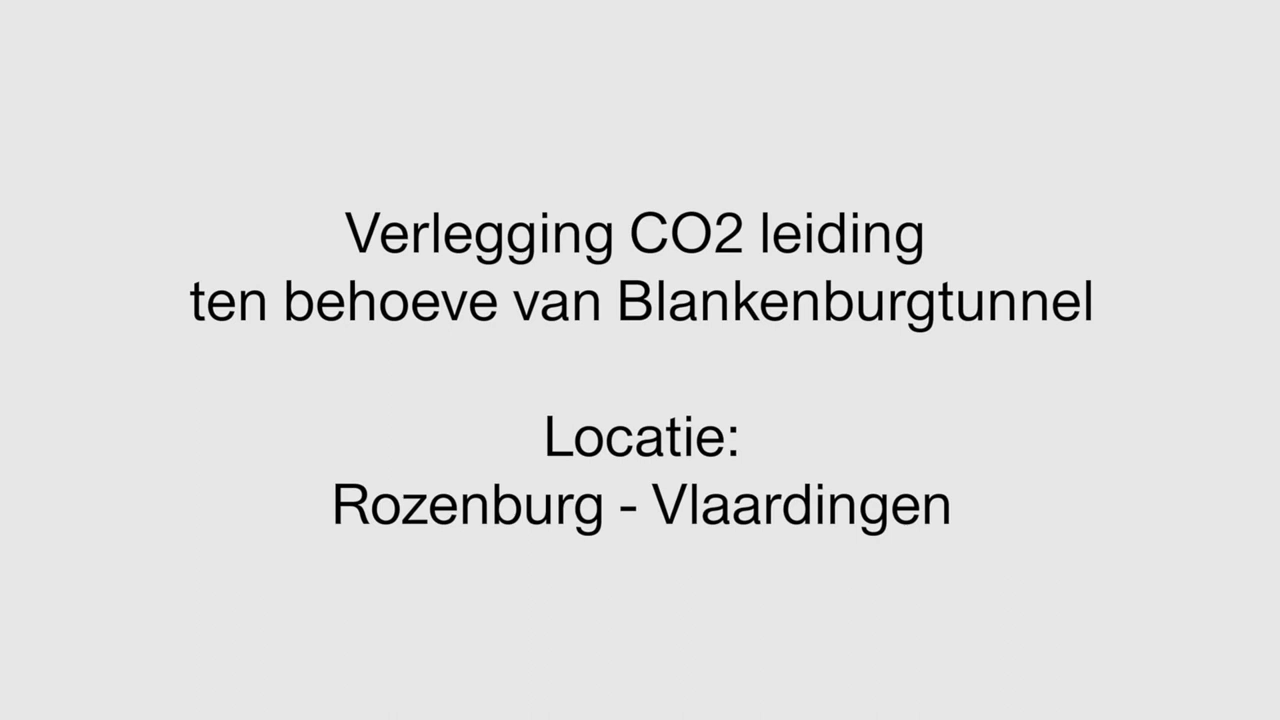 Verlegging CO2 leiding
ten behoeve van Blankenburgtunnel
Locatie:
Rozenburg - Vlaardingen